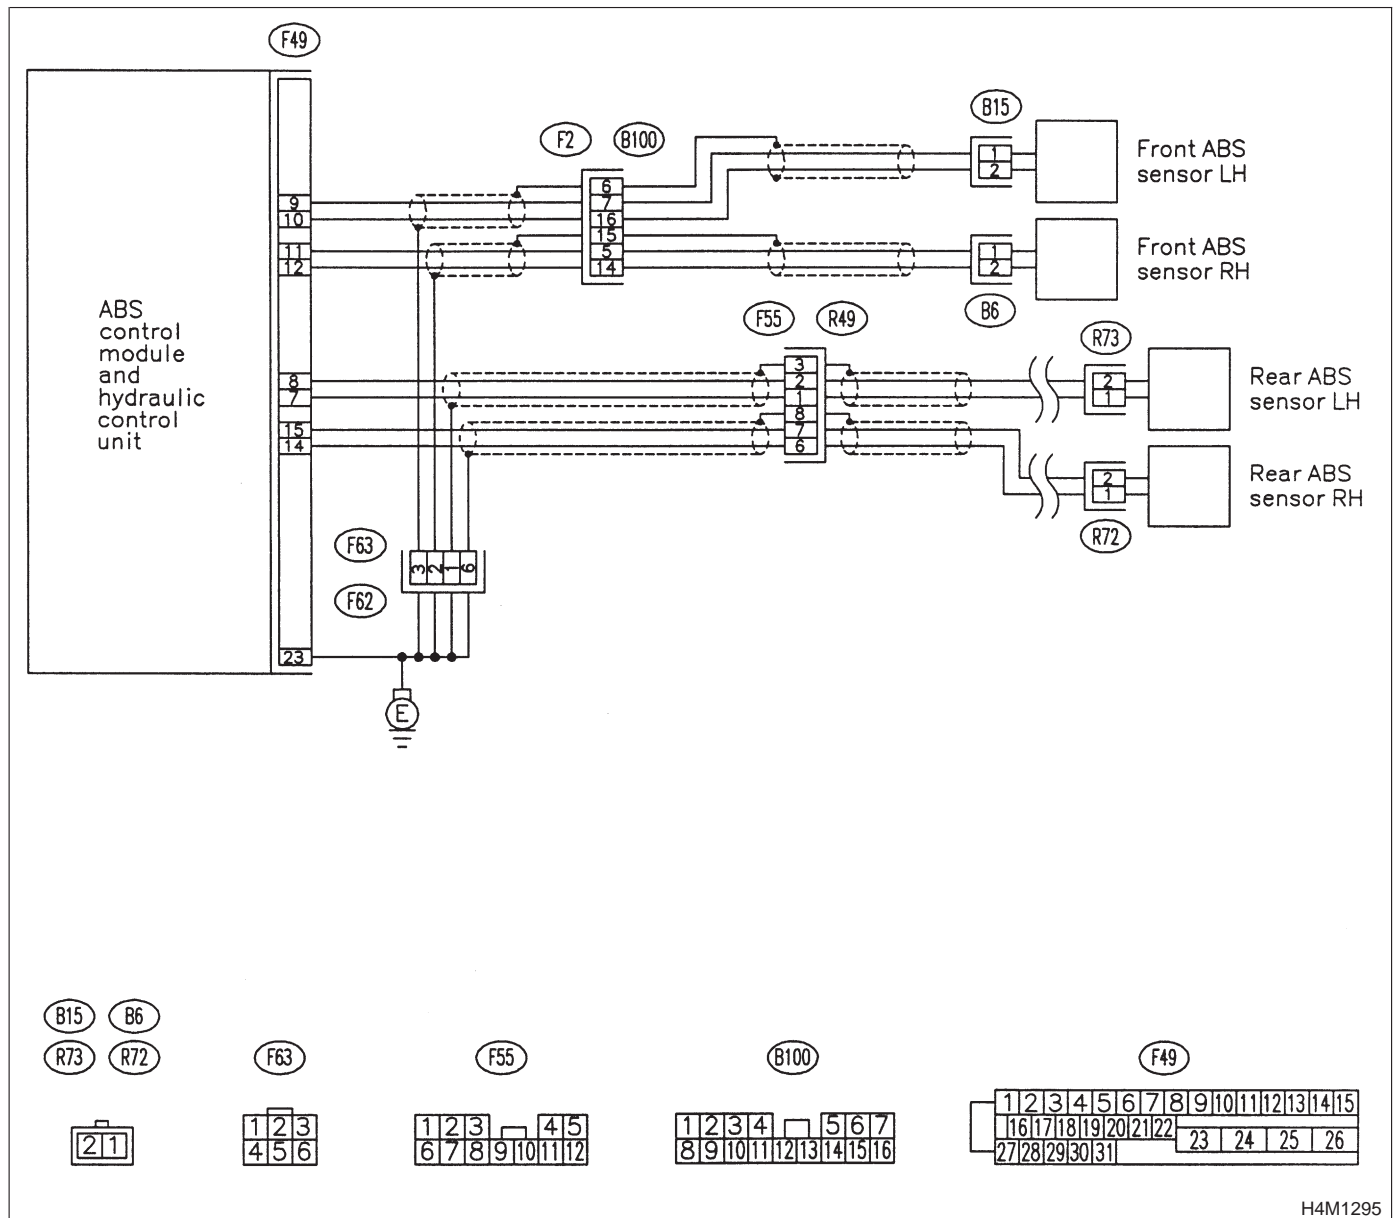 F49
F2 B100 B15
1
2
Front ABS
sensor LH
9
10
6
7
16
15
5
14
11
12
1
2
Front ABS
sensor RH
B6
ABS
control
module
and
hydraulic
control
unit
F55 R49 R73
8
7
3
2
1
8
7
6
2
1
Rear ABS
sensor LH
15
14
2
1
Rear ABS
sensor RH
R72
F63
3 2 1 6
F62
23
E
B15 B6
R73 R72 F63 F55 B100 F49
2 1
1 2 3
4 5 6
1 2 3 4 5
6 7 8 9 10 11 12
1 2 3 4 5 6 7
8 9 10 11 12 13 14 15 16
1 2 3 4 5 6 7 8 9 10 11 12 13 14 15
16 17 18 19 20 21 22 23 24 25 26
27 28 29 30 31
H4M1295